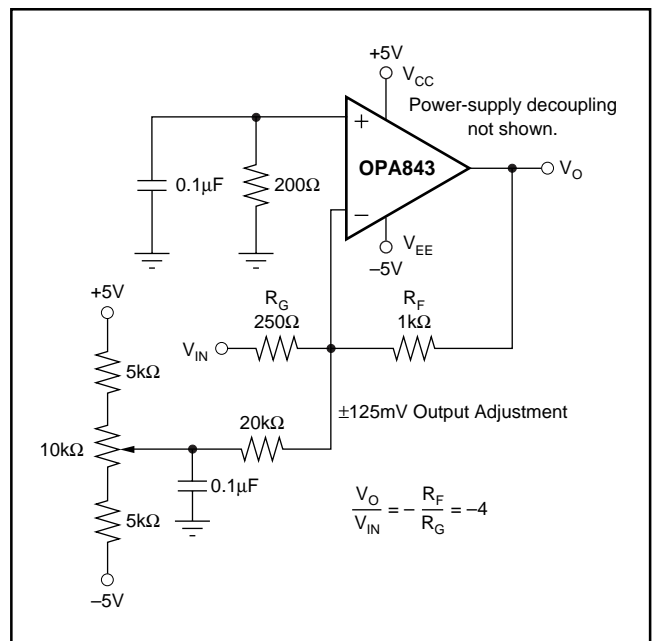 +5V
V_CC
Power-supply decoupling
not shown.
+
OPA843
V_O
0.1μF
200Ω
−
V_EE
−5V
+5V
R_G
250Ω
R_F
1kΩ
V_IN
5kΩ
±125mV Output Adjustment
20kΩ
10kΩ
0.1μF
V_O/V_IN = − R_F/R_G = −4
5kΩ
−5V